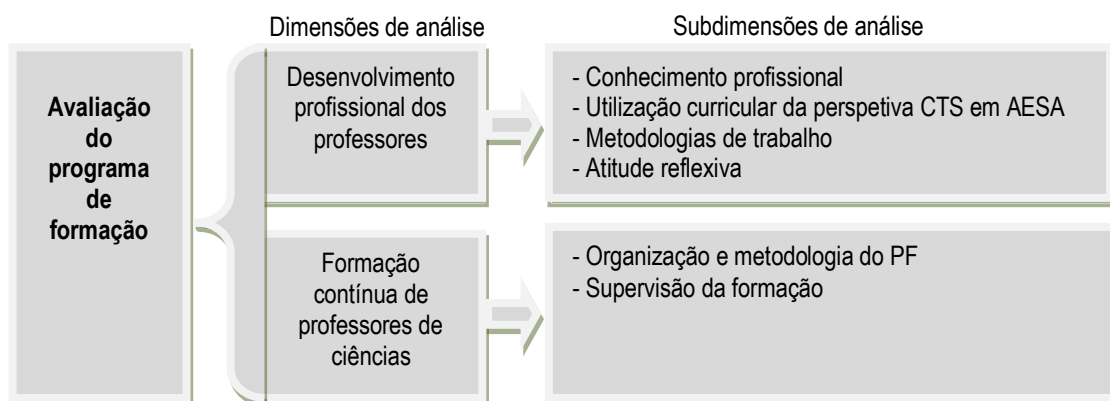 Dimensões de análise
Subdimensões de análise
Avaliação
do
programa
de
formação
Desenvolvimento
profissional dos
professores
- Conhecimento profissional
- Utilização curricular da perspetiva CTS em AESA
- Metodologias de trabalho
- Atitude reflexiva
Formação
contínua de
professores de
ciências
- Organização e metodologia do PF
- Supervisão da formação